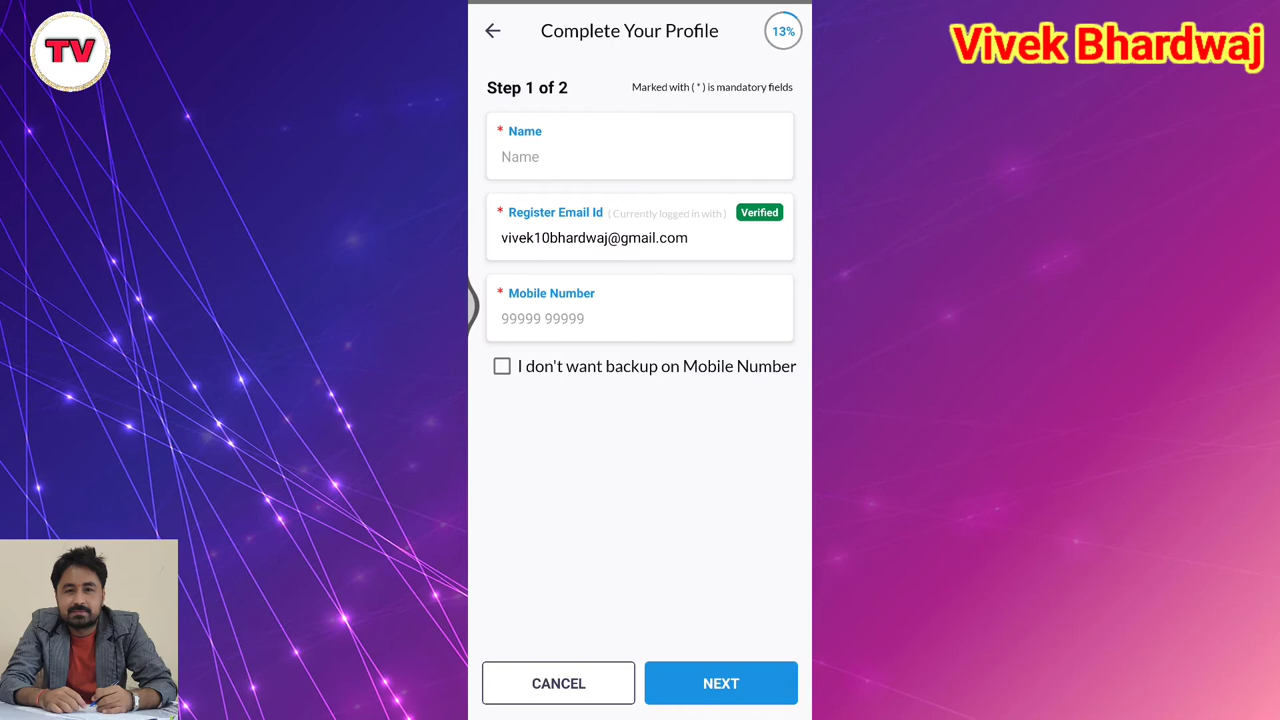 TV
Vivek Bhardwaj
Complete Your Profile
13%
Step 1 of 2
Marked with ( * ) is mandatory fields
* Name
Name
* Register Email Id ( Currently logged in with ) Verified
vivek10bhardwaj@gmail.com
* Mobile Number
99999 99999
I don't want backup on Mobile Number
CANCEL
NEXT